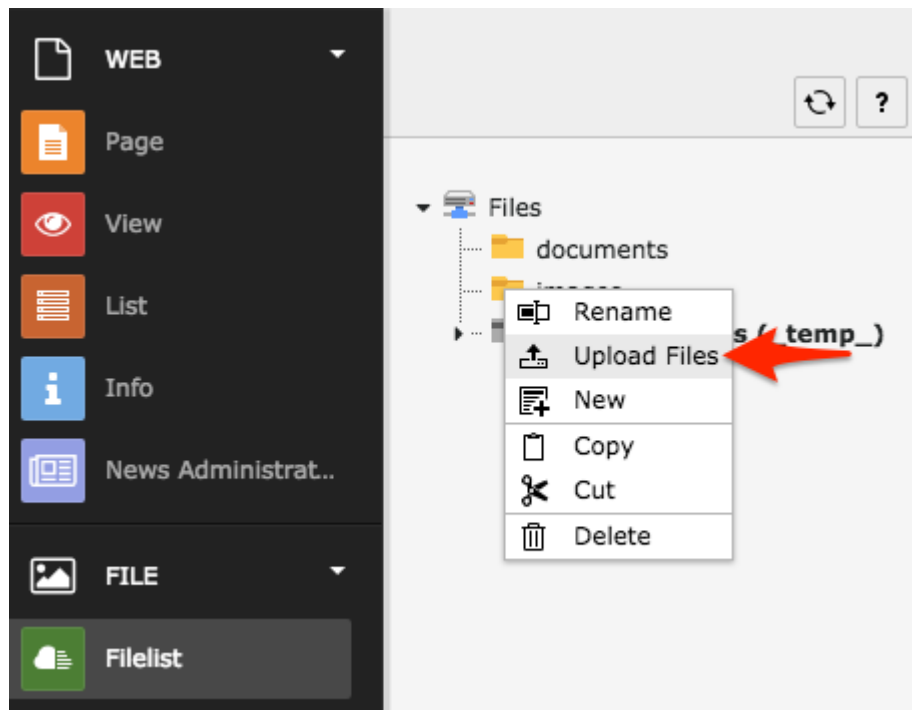 WEB
Page
View
List
Info
News Administrat...
FILE
Filelist
?
Files
documents
images
s (_temp_)
Rename
Upload Files
New
Copy
Cut
Delete